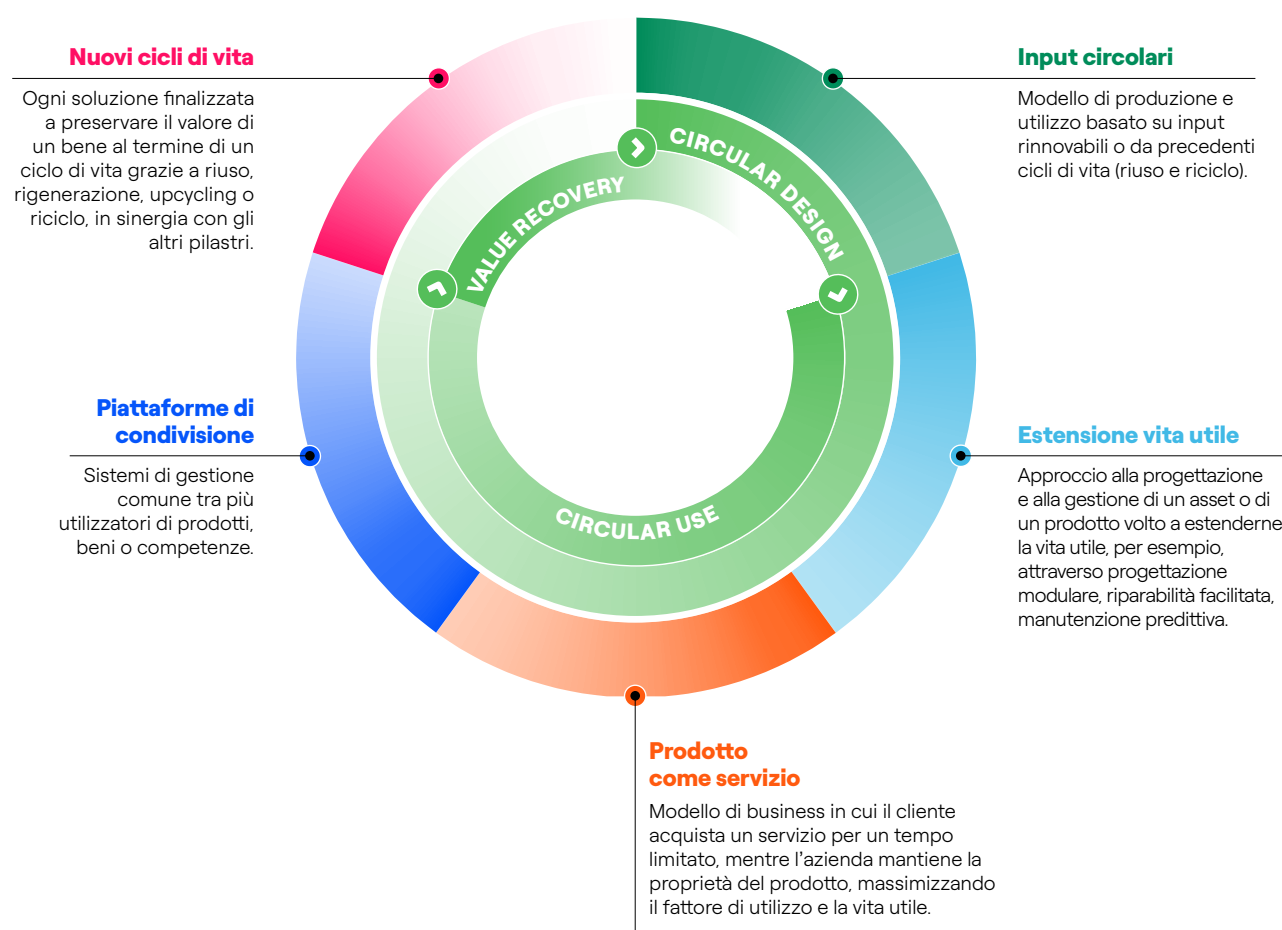 Nuovi cicli di vita
Ogni soluzione finalizzata
a preservare il valore di
un bene al termine di un
ciclo di vita grazie a riuso,
rigenerazione, upcycling o
riciclo, in sinergia con gli
altri pilastri.
Input circolari
Modello di produzione e
utilizzo basato su input
rinnovabili o da precedenti
cicli di vita (riuso e riciclo).
CIRCULAR DESIGN
VALUE RECOVERY
CIRCULAR USE
Piattaforme di
condivisione
Sistemi di gestione
comune tra più
utilizzatori di prodotti,
beni o competenze.
Estensione vita utile
Approccio alla progettazione
e alla gestione di un asset o di
un prodotto volto a estenderne
la vita utile, per esempio,
attraverso progettazione
modulare, riparabilità facilitata,
manutenzione predittiva.
Prodotto
come servizio
Modello di business in cui il cliente
acquista un servizio per un tempo
limitato, mentre l'azienda mantiene la
proprietà del prodotto, massimizzando
il fattore di utilizzo e la vita utile.